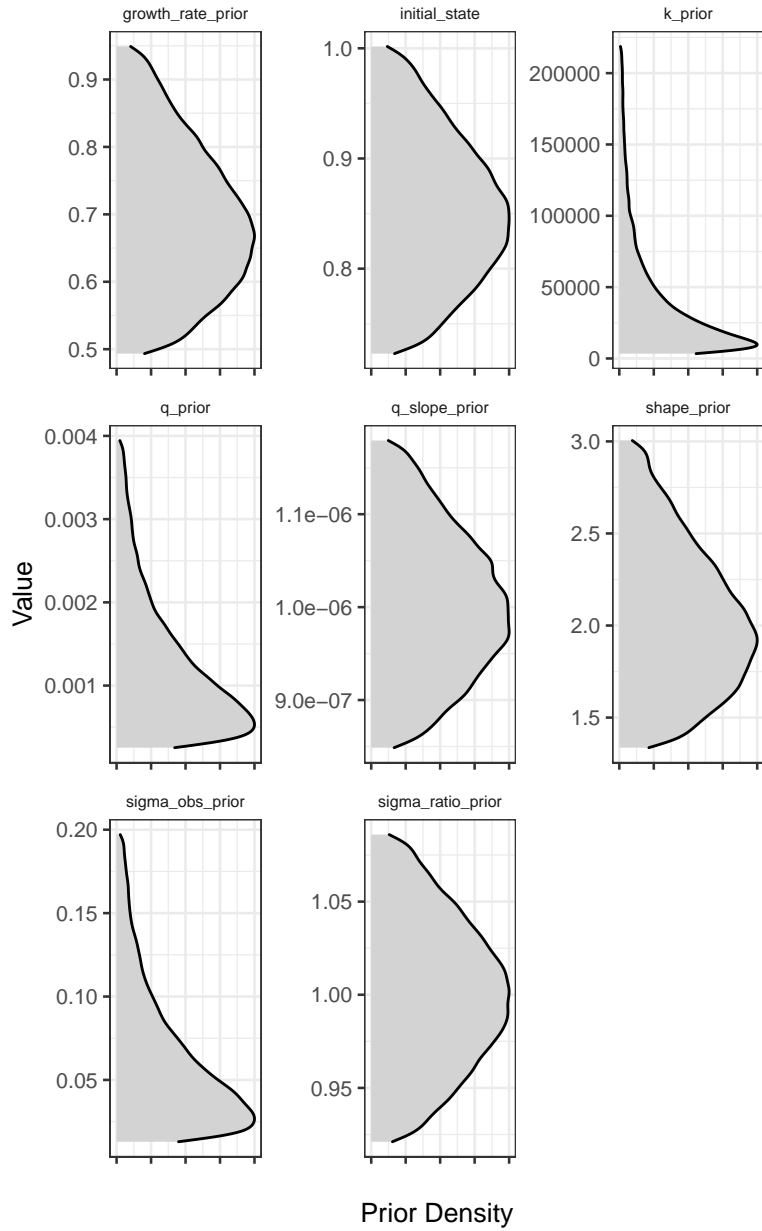 growth_rate_prior
initial_state
k_prior
0.9
0.8
0.7
0.6
0.5
1.0
0.9
0.8
200000
150000
100000
50000
0
q_prior
q_slope_prior
shape_prior
0.004
0.003
0.002
0.001
1.1e−06
1.0e−06
9.0e−07
3.0
2.5
2.0
1.5
Value
sigma_obs_prior
sigma_ratio_prior
0.20
0.15
0.10
0.05
1.05
1.00
0.95
Prior Density